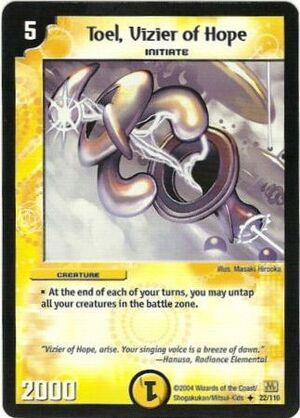 5
Toel, Vizier of Hope
INITIATE
illus. Masaki Hirooka
CREATURE
▪ At the end of each of your turns, you may untap
all your creatures in the battle zone.
"Vizier of Hope, arise. Your singing voice is a breeze of dawn."
—Hanusa, Radiance Elemental
2000
1
©2004 Wizards of the Coast/
Shogakukan/Mitsui-Kids ✦ 22/110